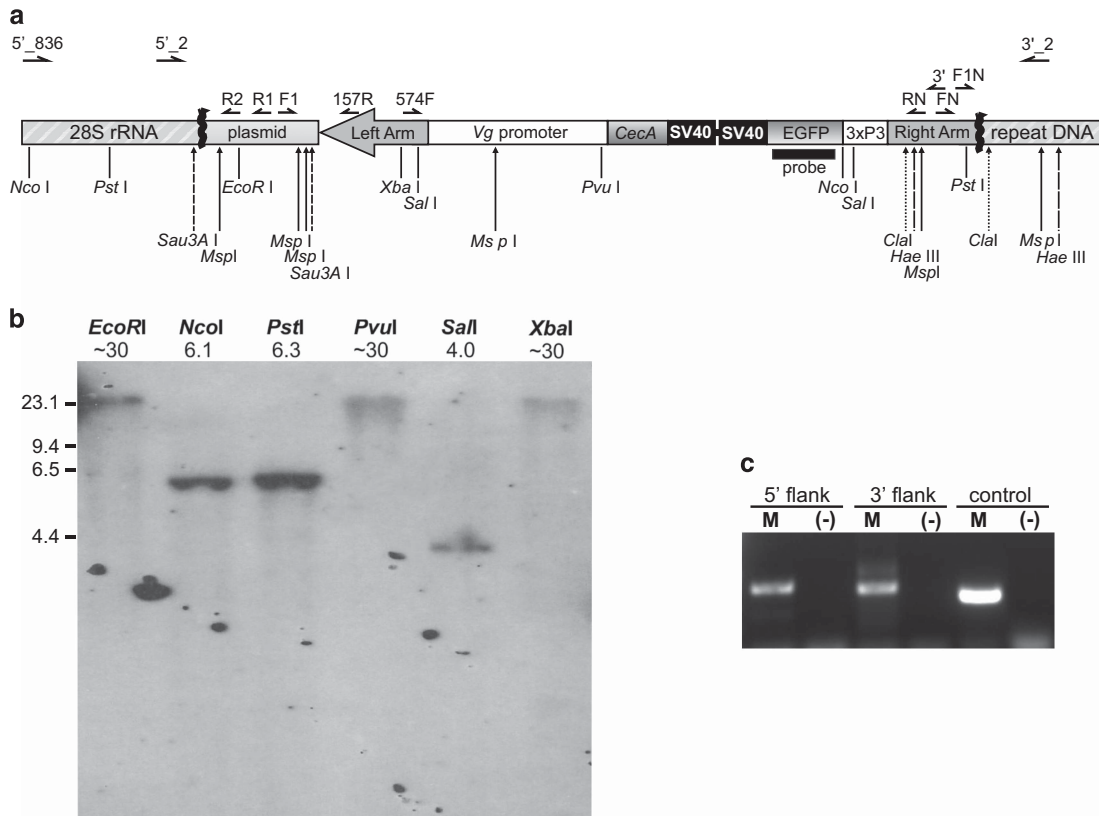 a
5'_836 5'_2 3'_2
3' F1N
R2 R1 F1 157R 574F RN FN
28S rRNA plasmid Left Arm Vg promoter CecA SV40 SV40 EGFP 3xP3 Right Arm repeat DNA
probe
Nco I Pst I EcoR I Xba I Pvu I Nco I Pst I
Sal I Sal I
Sau3A I Msp I Msp I ClaI ClaI Msp I
MspI Msp I Hae III Hae III
Sau3A I MspI
b
EcoRI NcoI PstI PvuI SalI XbaI
~30 6.1 6.3 ~30 4.0 ~30
23.1
9.4
6.5
4.4
c
5' flank 3' flank control
M (-) M (-) M (-)